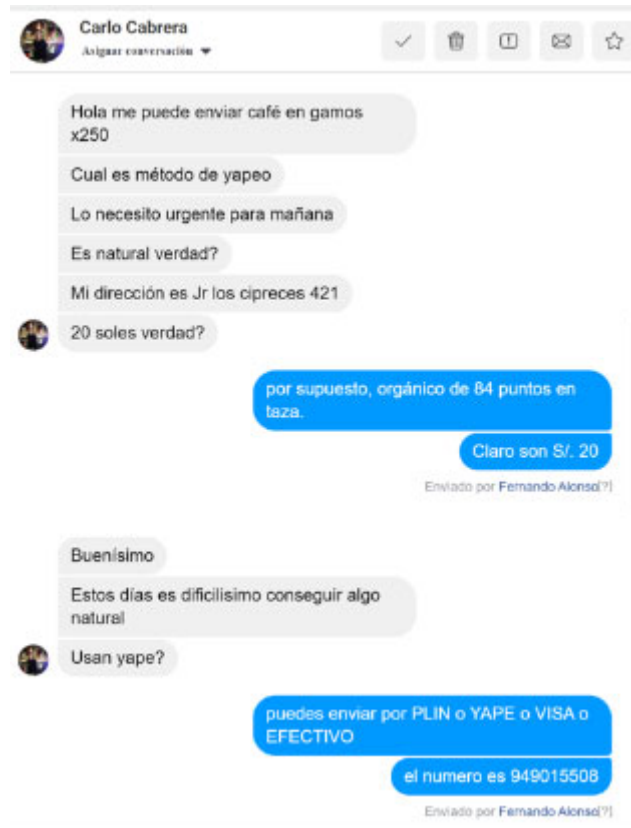 Carlo Cabrera
Asignar conversación
Hola me puede enviar café en gamos
x250
Cual es método de yapeo
Lo necesito urgente para mañana
Es natural verdad?
Mi dirección es Jr los cipreces 421
20 soles verdad?
por supuesto, orgánico de 84 puntos en
taza.
Claro son S/. 20
Enviado por Fernando Alonso[?]
Buenísimo
Estos días es dificilisimo conseguir algo
natural
Usan yape?
puedes enviar por PLIN o YAPE o VISA o
EFECTIVO
el numero es 949015508
Enviado por Fernando Alonso[?]